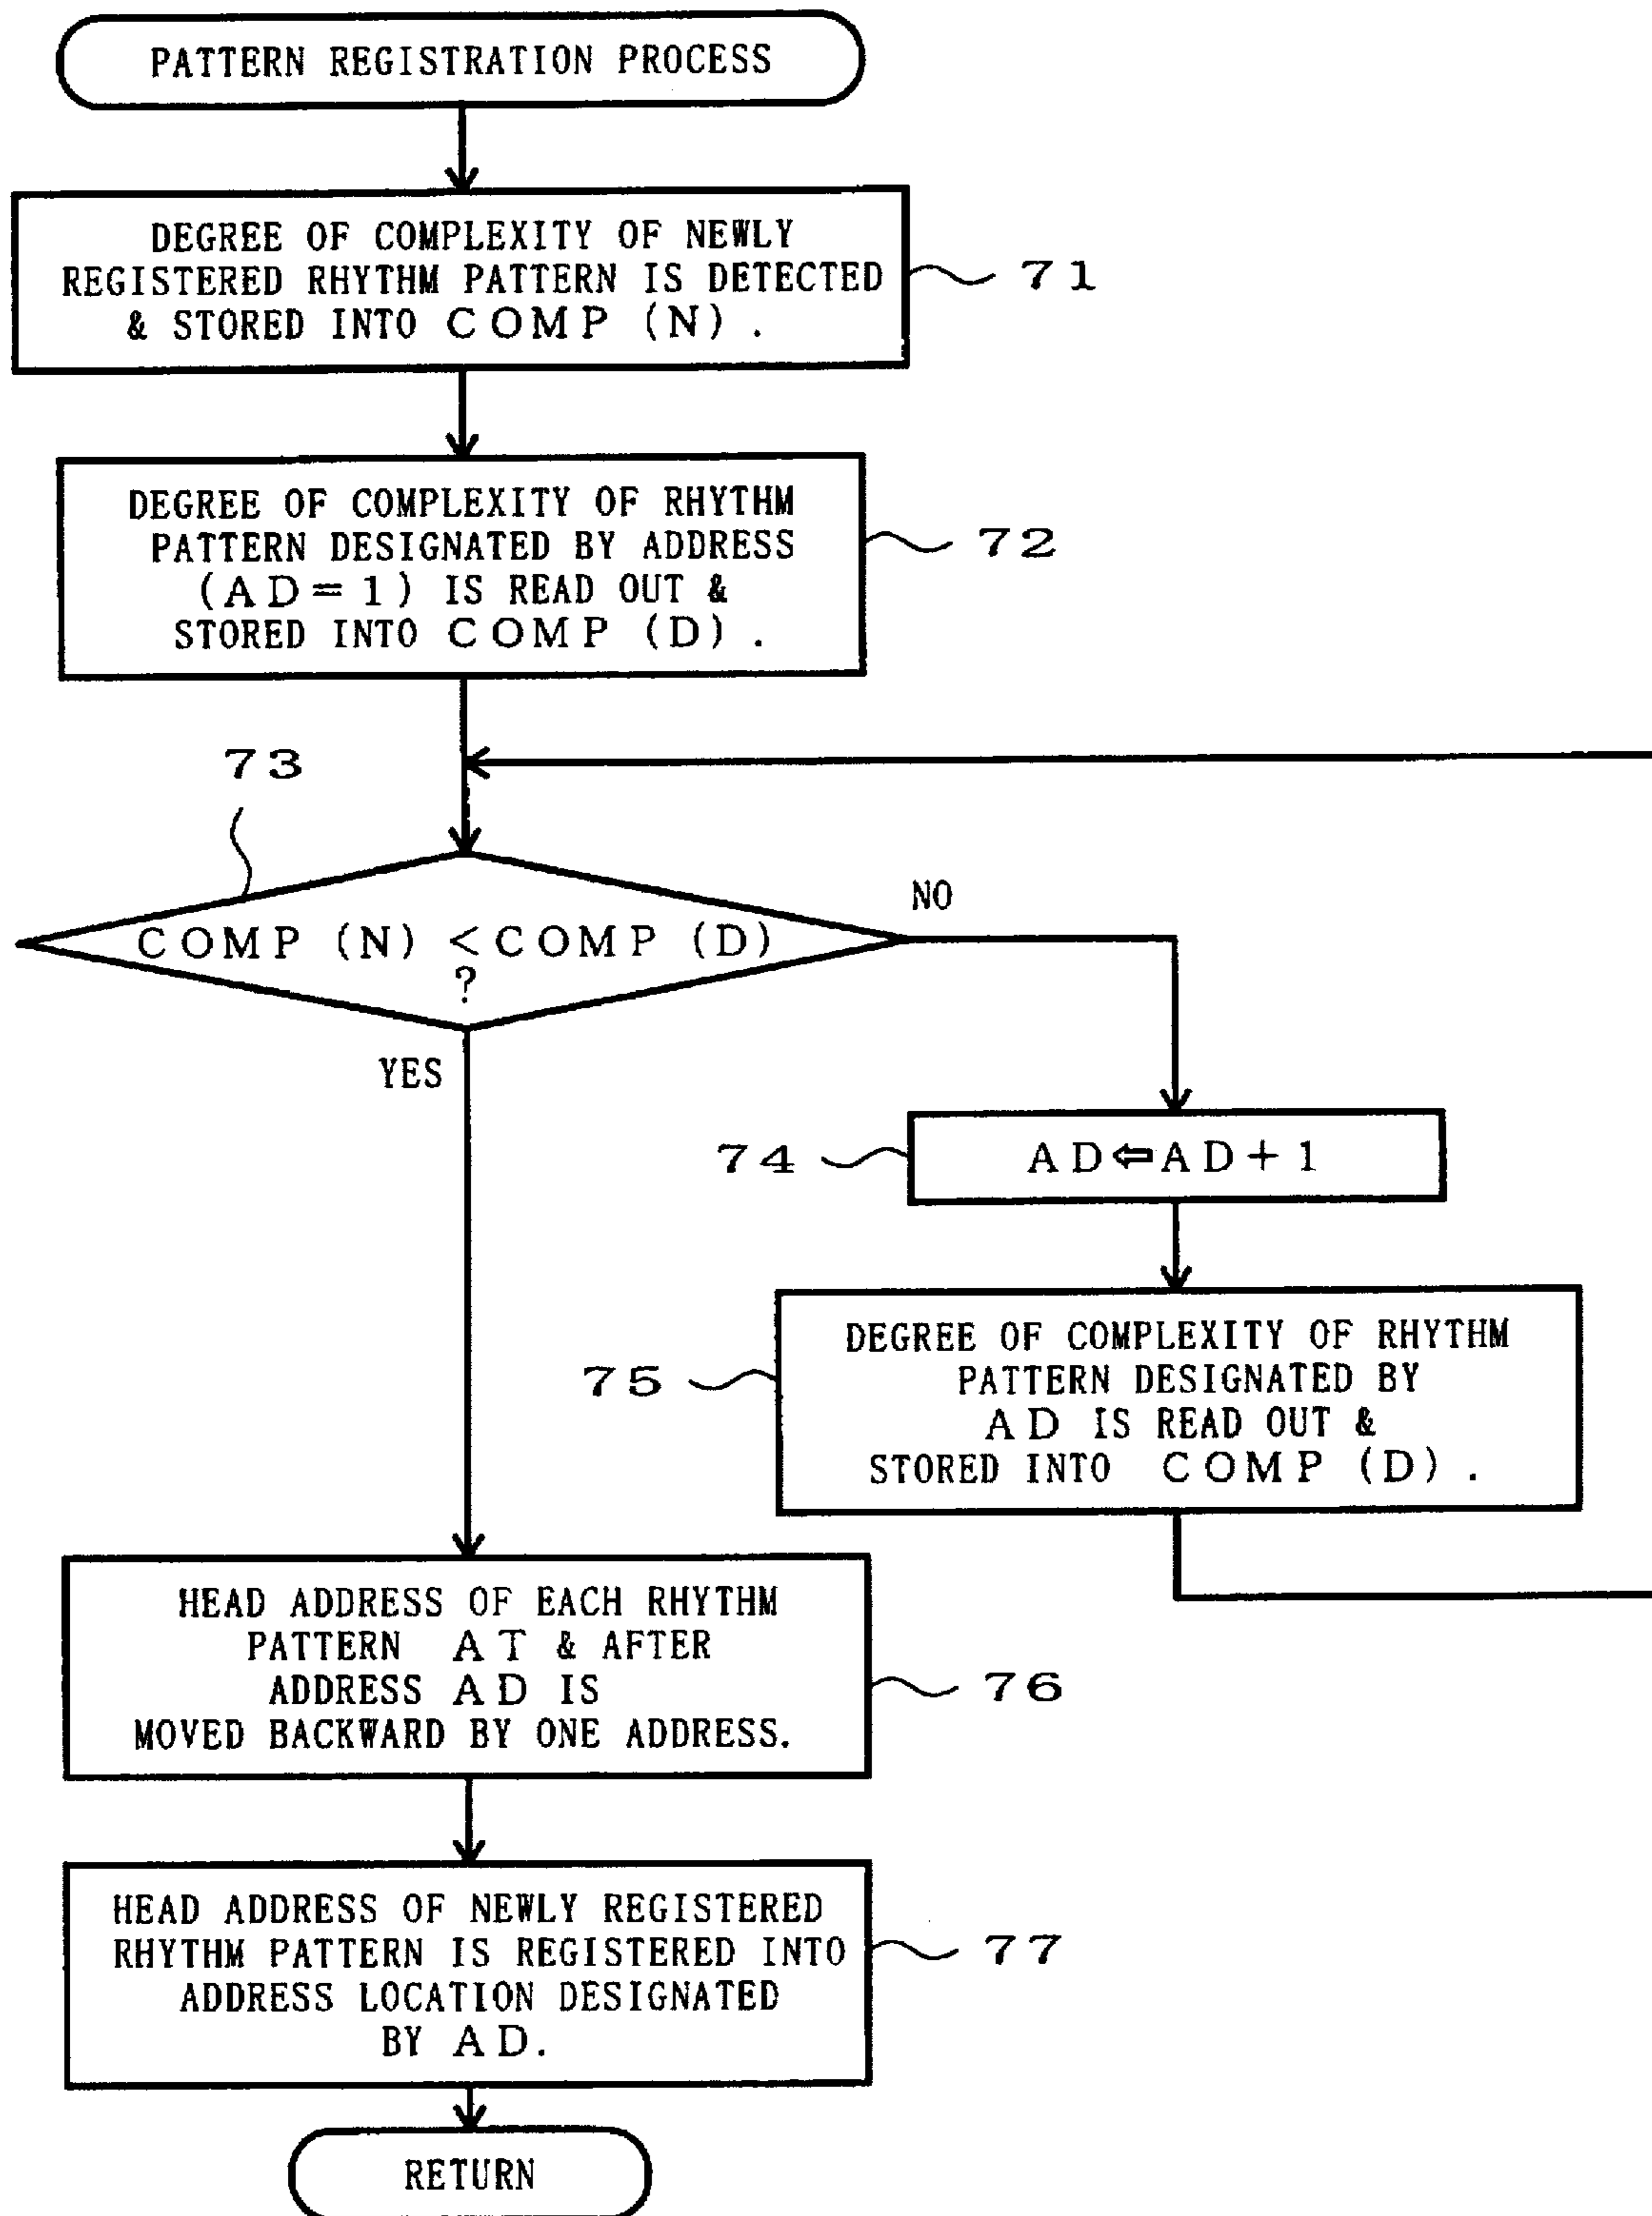 PATTERN REGISTRATION PROCESS
DEGREE OF COMPLEXITY OF NEWLY
REGISTERED RHYTHM PATTERN IS DETECTED
& STORED INTO COMP (N) .
71
DEGREE OF COMPLEXITY OF RHYTHM
PATTERN DESIGNATED BY ADDRESS
(AD=1) IS READ OUT &
STORED INTO COMP (D) .
72
73
COMP (N) <COMP (D)
?
NO
YES
74
AD⇦AD+1
75
DEGREE OF COMPLEXITY OF RHYTHM
PATTERN DESIGNATED BY
AD IS READ OUT &
STORED INTO COMP (D) .
HEAD ADDRESS OF EACH RHYTHM
PATTERN AT & AFTER
ADDRESS AD IS
MOVED BACKWARD BY ONE ADDRESS.
76
HEAD ADDRESS OF NEWLY REGISTERED
RHYTHM PATTERN IS REGISTERED INTO
ADDRESS LOCATION DESIGNATED
BY AD.
77
RETURN